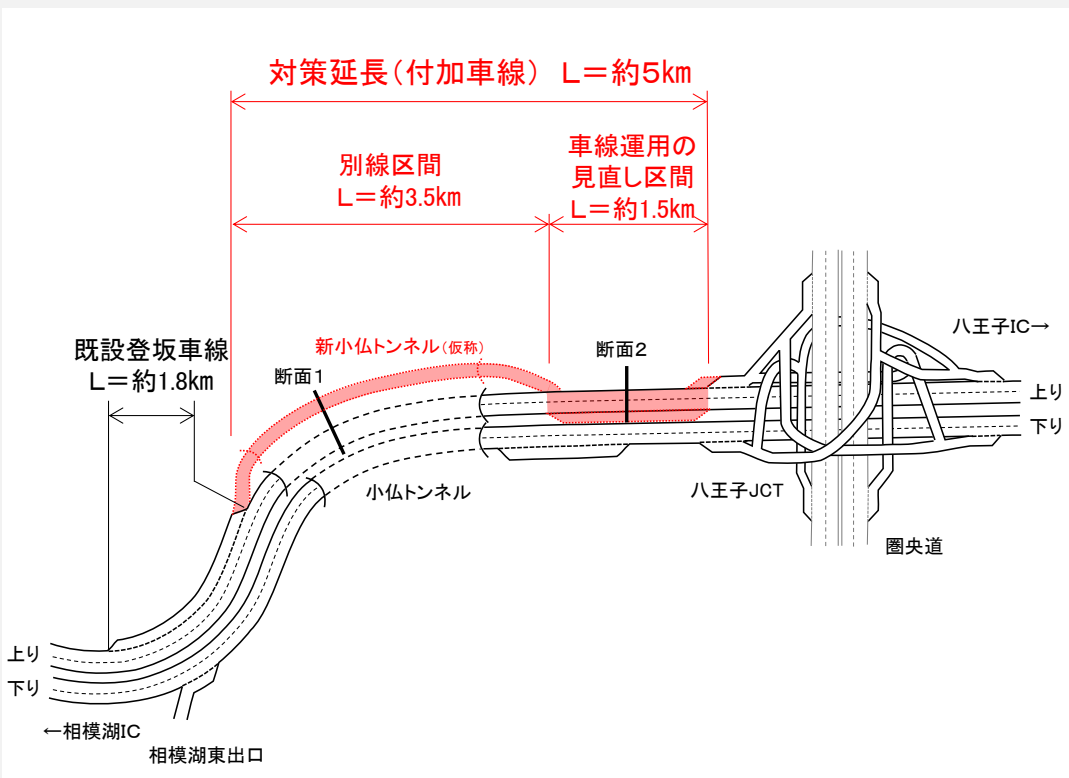 対策延長(付加車線) L=約5km
別線区間
L=約3.5km
車線運用の
見直し区間
L=約1.5km
既設登坂車線
L=約1.8km
新小仏トンネル(仮称)
断面1
断面2
八王子IC→
上り
下り
小仏トンネル
八王子JCT
圏央道
上り
下り
←相模湖IC
相模湖東出口